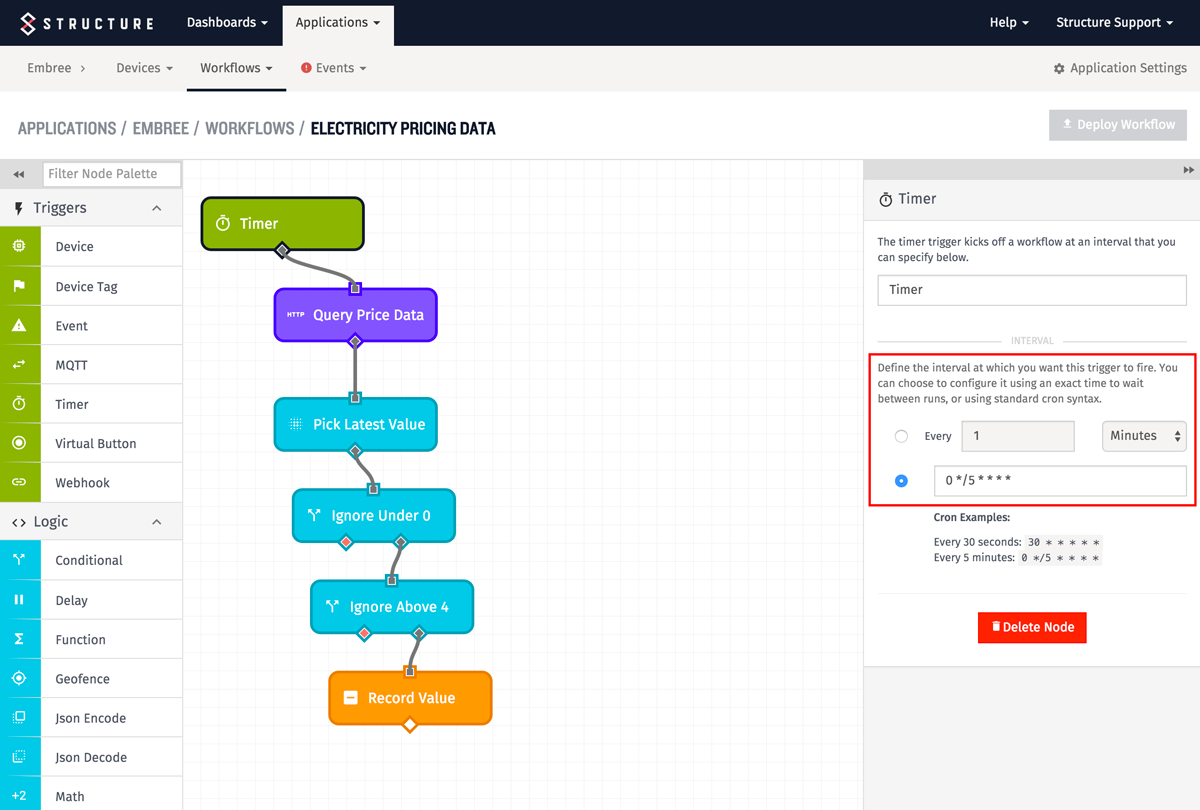 STRUCTURE
Dashboards
Applications
Help
Structure Support
Embree
Devices
Workflows
Events
Application Settings
APPLICATIONS / EMBREE / WORKFLOWS / ELECTRICITY PRICING DATA
Deploy Workflow
Filter Node Palette
Triggers
Device
Device Tag
Event
MQTT
Timer
Virtual Button
Webhook
Logic
Conditional
Delay
Function
Geofence
Json Encode
Json Decode
+2 Math
Timer
HTTP Query Price Data
Pick Latest Value
Ignore Under 0
Ignore Above 4
Record Value
Timer
The timer trigger kicks off a workflow at an interval that you
can specify below.
Timer
INTERVAL
Define the interval at which you want this trigger to fire. You
can choose to configure it using an exact time to wait
between runs, or using standard cron syntax.
Every 1 Minutes
0 */5 * * * *
Cron Examples:
Every 30 seconds: 30 * * * * *
Every 5 minutes: 0 */5 * * * *
Delete Node